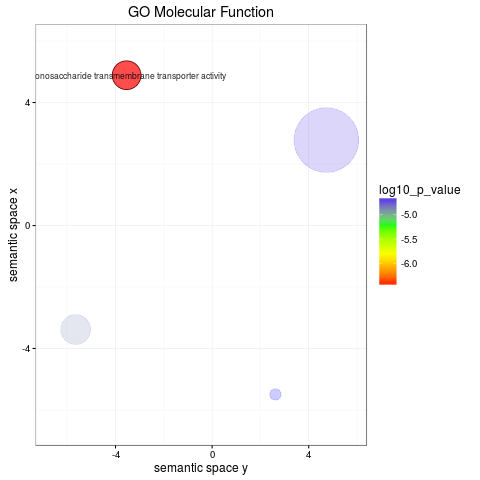 GO Molecular Function
onosaccharide transmembrane transporter activity
4
0
-4
-4
0
4
semantic space x
semantic space y
log10_p_value
-5.0
-5.5
-6.0